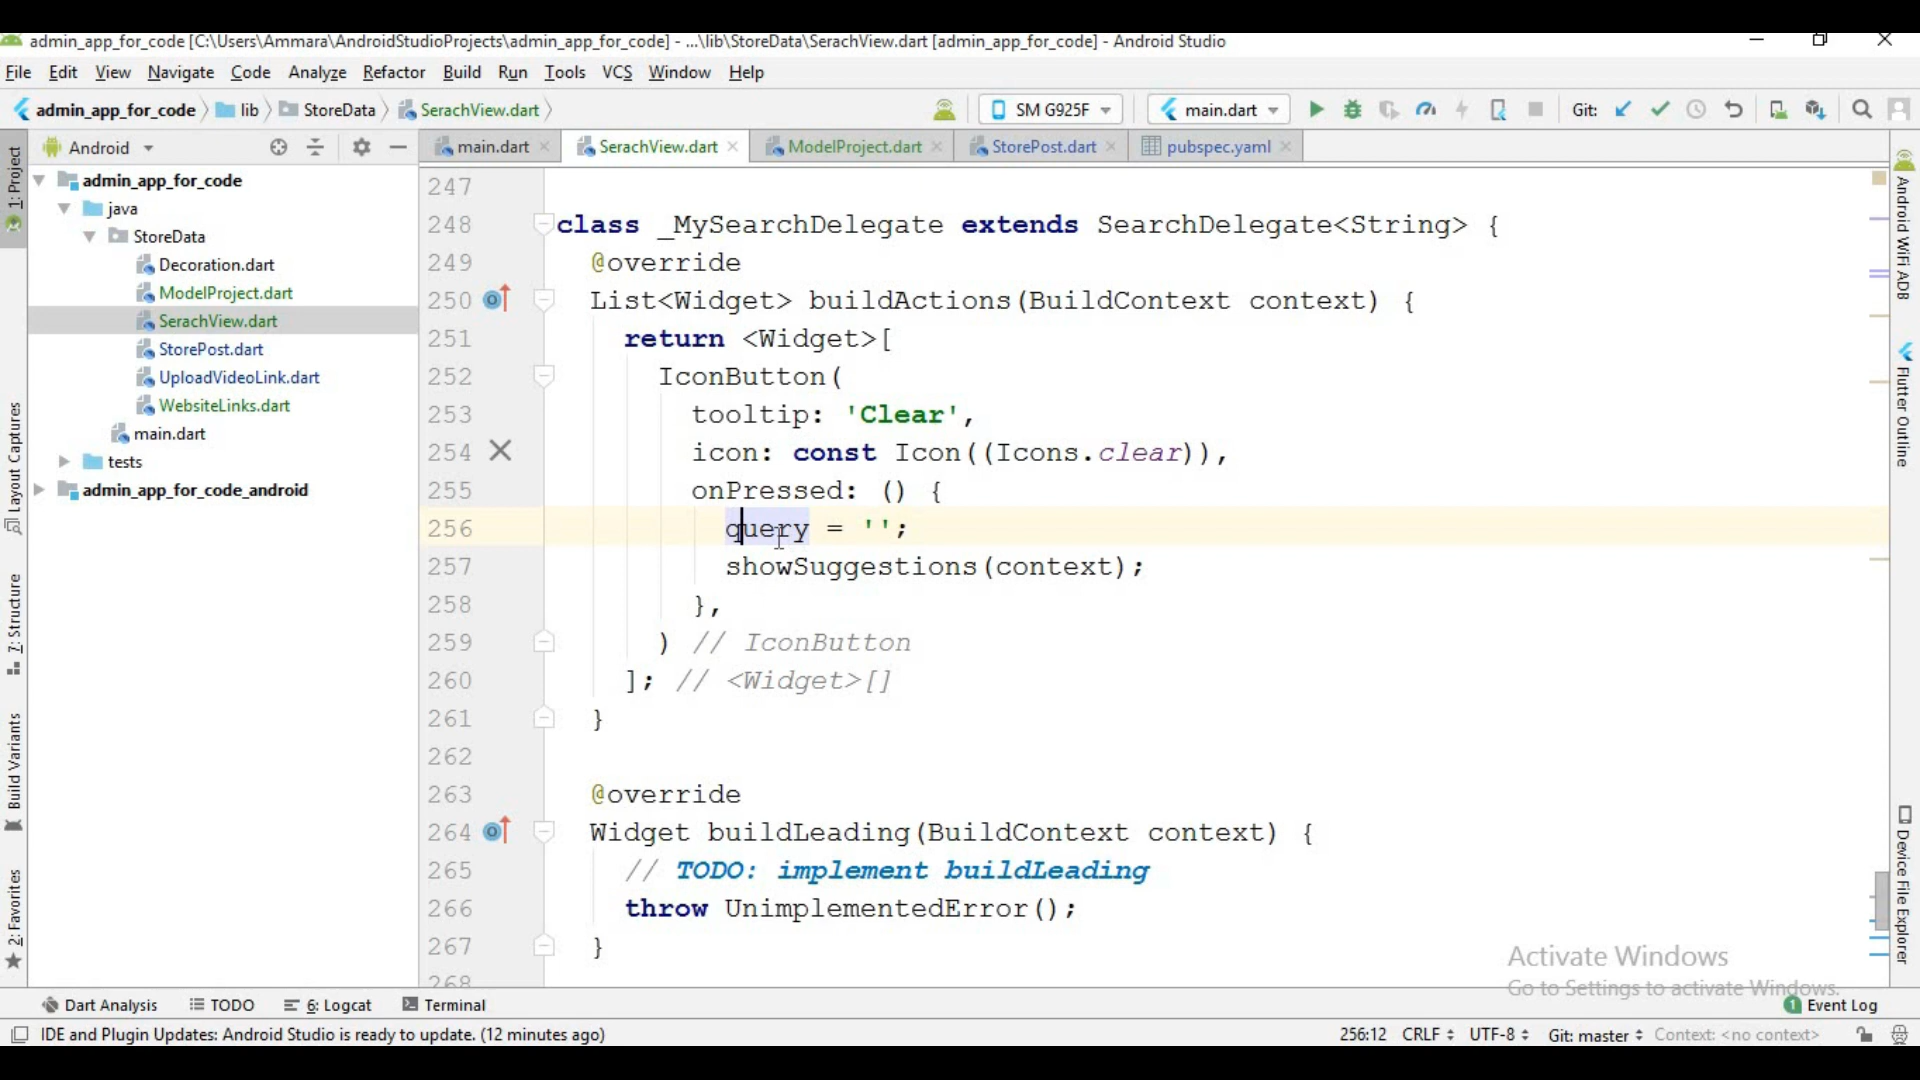 admin_app_for_code [C:\Users\Ammara\AndroidStudioProjects\admin_app_for_code] - ...\lib\StoreData\SerachView.dart [admin_app_for_code] - Android Studio
File Edit View Navigate Code Analyze Refactor Build Run Tools VCS Window Help
admin_app_for_code lib StoreData SerachView.dart SM G925F main.dart Git:
Android main.dart SerachView.dart ModelProject.dart StorePost.dart pubspec.yaml
1: Project
Layout Captures
7: Structure
Build Variants
2: Favorites
admin_app_for_code
java
StoreData
Decoration.dart
ModelProject.dart
SerachView.dart
StorePost.dart
UploadVideoLink.dart
WebsiteLinks.dart
main.dart
tests
admin_app_for_code_android
247
248 class _MySearchDelegate extends SearchDelegate<String> {
249 @override
250 List<Widget> buildActions(BuildContext context) {
251 return <Widget>[
252 IconButton(
253 tooltip: 'Clear',
254 icon: const Icon((Icons.clear)),
255 onPressed: () {
256 query = '';
257 showSuggestions(context);
258 },
259 ) // IconButton
260 ]; // <Widget>[]
261 }
262
263 @override
264 Widget buildLeading(BuildContext context) {
265 // TODO: implement buildLeading
266 throw UnimplementedError();
267 }
268
Android WiFi ADB
Flutter Outline
Device File Explorer
Activate Windows
Go to Settings to activate Windows.
Dart Analysis TODO 6: Logcat Terminal 1 Event Log
IDE and Plugin Updates: Android Studio is ready to update. (12 minutes ago) 256:12 CRLF UTF-8 Git: master Context: <no context>